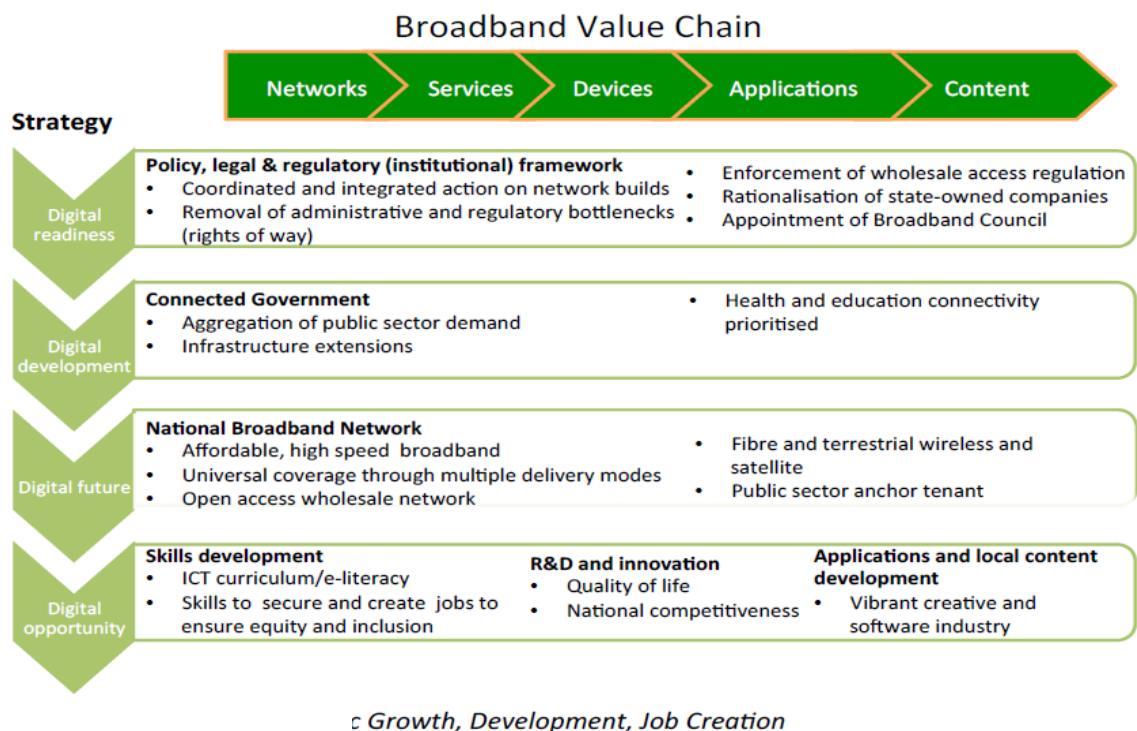 Broadband Value Chain
Networks
Services
Devices
Applications
Content
Strategy
Digital
readiness
Policy, legal & regulatory (institutional) framework
• Coordinated and integrated action on network builds
• Removal of administrative and regulatory bottlenecks
(rights of way)
• Enforcement of wholesale access regulation
• Rationalisation of state-owned companies
• Appointment of Broadband Council
Digital
development
Connected Government
• Aggregation of public sector demand
• Infrastructure extensions
• Health and education connectivity
prioritised
Digital future
National Broadband Network
• Affordable, high speed broadband
• Universal coverage through multiple delivery modes
• Open access wholesale network
• Fibre and terrestrial wireless and
satellite
• Public sector anchor tenant
Digital
opportunity
Skills development
• ICT curriculum/e-literacy
• Skills to secure and create jobs to
ensure equity and inclusion
R&D and innovation
• Quality of life
• National competitiveness
Applications and local content
development
• Vibrant creative and
software industry
c Growth, Development, Job Creation